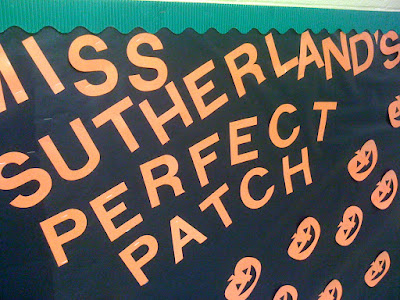 MISS
SUTHERLAND'S
PERFECT
PATCH